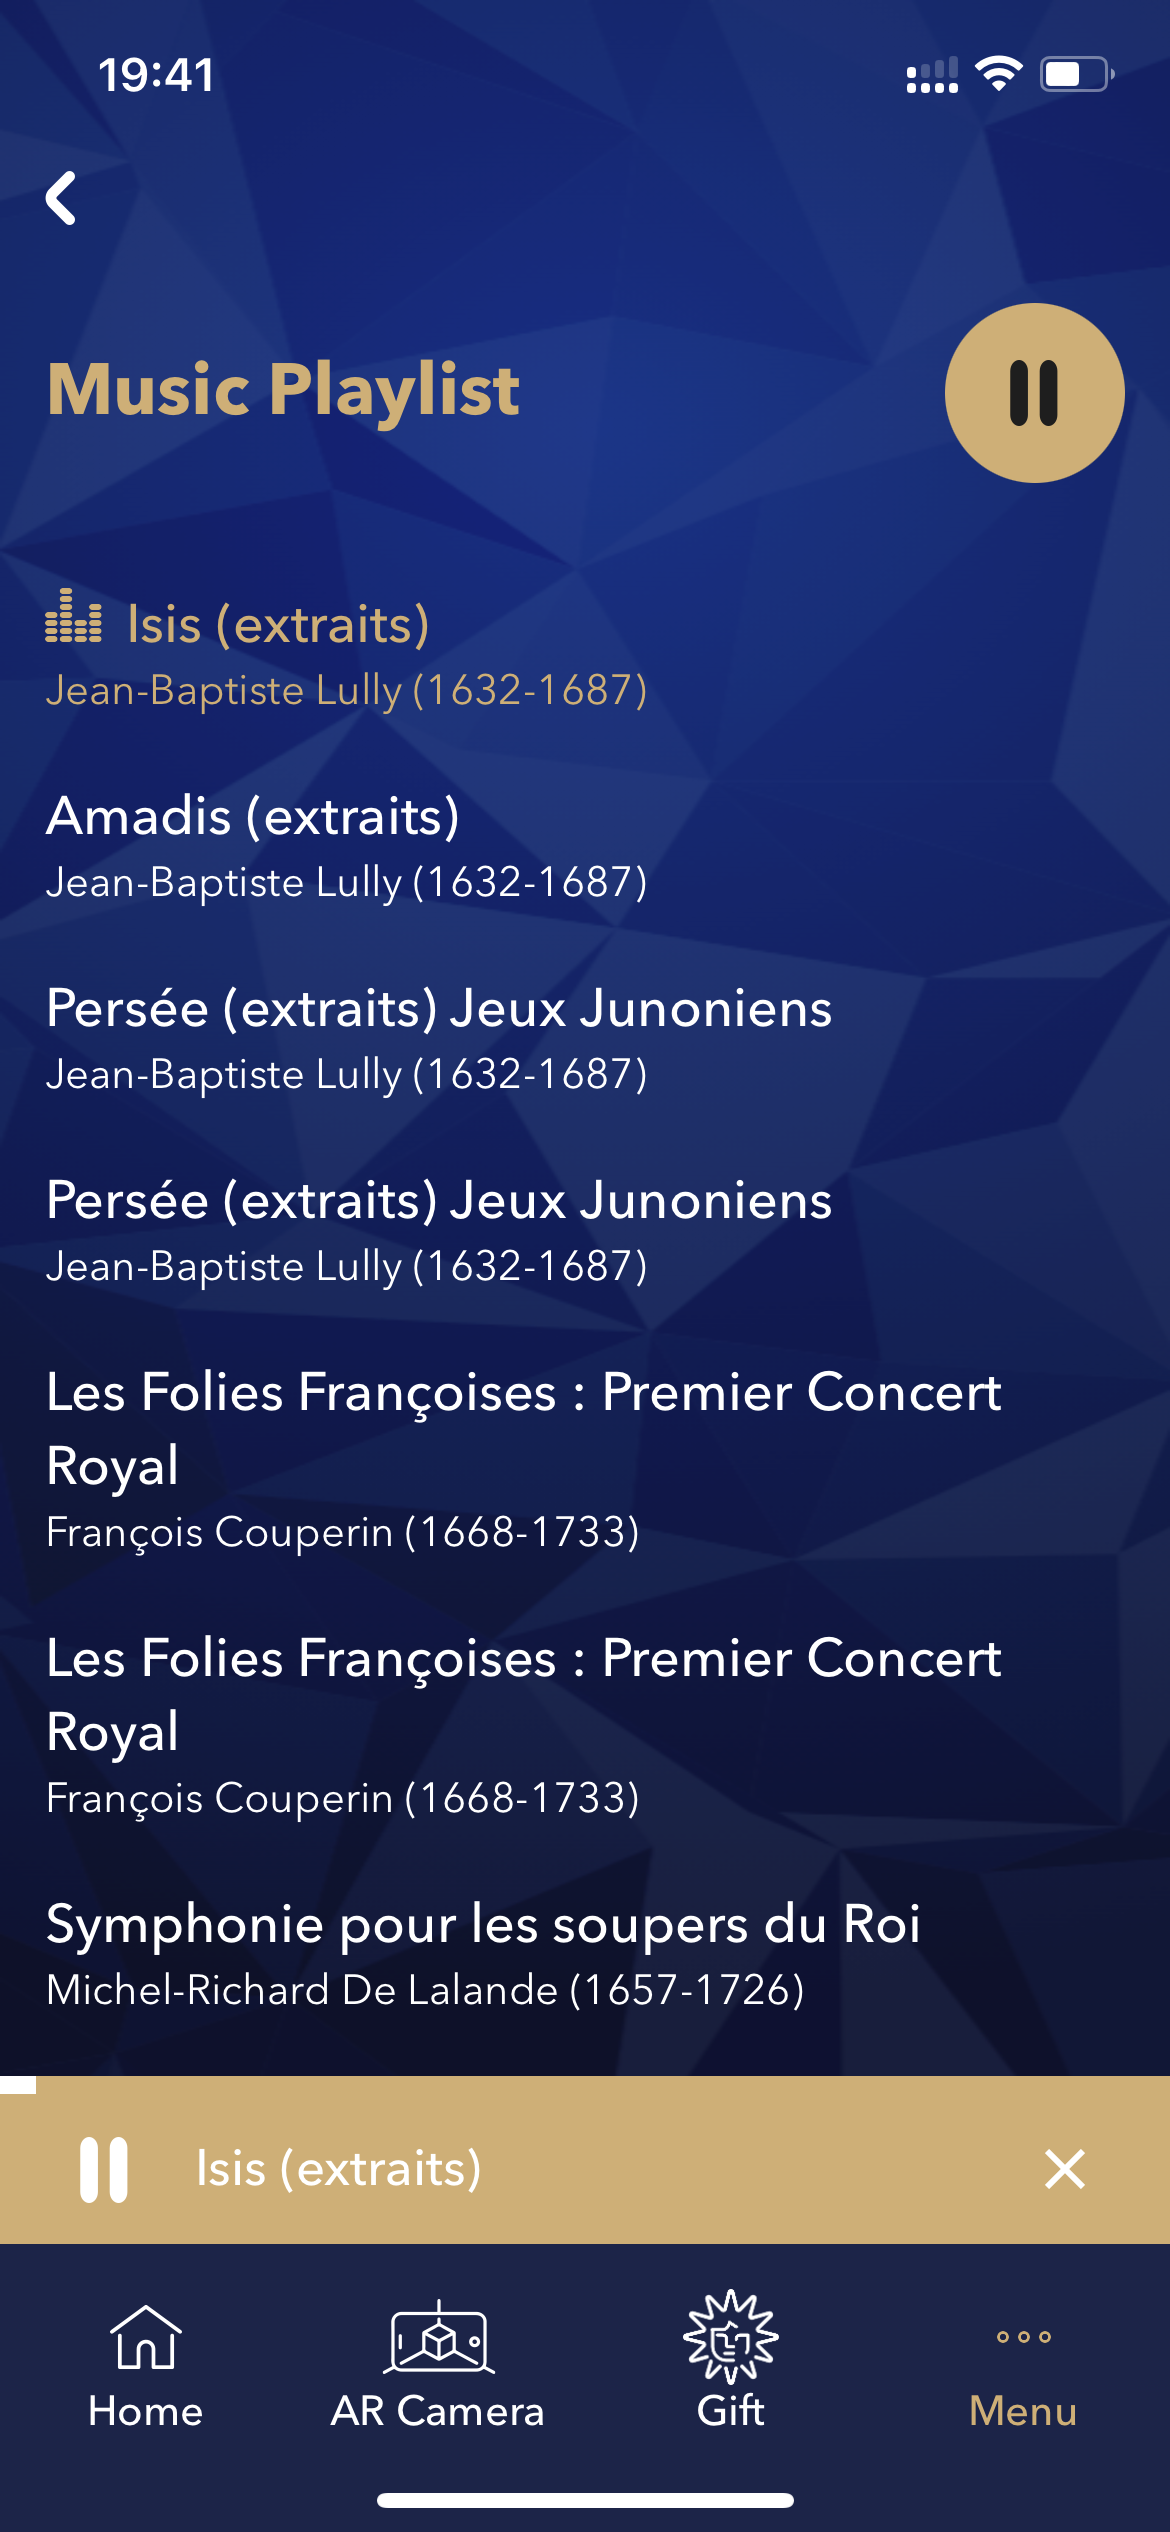 19:41
Music Playlist
Isis (extraits)
Jean-Baptiste Lully (1632-1687)
Amadis (extraits)
Jean-Baptiste Lully (1632-1687)
Persée (extraits) Jeux Junoniens
Jean-Baptiste Lully (1632-1687)
Persée (extraits) Jeux Junoniens
Jean-Baptiste Lully (1632-1687)
Les Folies Françoises : Premier Concert
Royal
François Couperin (1668-1733)
Les Folies Françoises : Premier Concert
Royal
François Couperin (1668-1733)
Symphonie pour les soupers du Roi
Michel-Richard De Lalande (1657-1726)
Isis (extraits)
Home
AR Camera
Gift
Menu